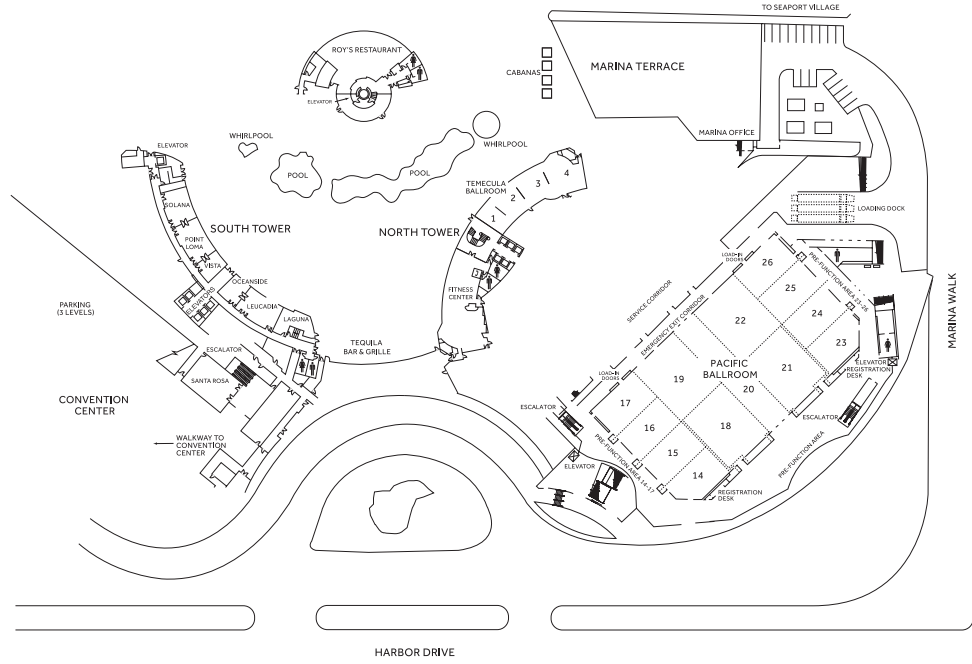 TO SEAPORT VILLAGE
ROY'S RESTAURANT
ELEVATOR
CABANAS
MARINA TERRACE
MARINA OFFICE
WHIRLPOOL
WHIRLPOOL
POOL
POOL
ELEVATOR
TEMECULA
BALLROOM
1
2
3
4
SOLANA
POINT
LOMA
VISTA
SOUTH TOWER
NORTH TOWER
LOADING DOCK
OCEANSIDE
LEUCADIA
LAGUNA
ELEVATORS
FITNESS
CENTER
PARKING
(3 LEVELS)
ESCALATOR
TEQUILA
BAR & GRILLE
SANTA ROSA
CONVENTION
CENTER
WALKWAY TO
CONVENTION
CENTER
SERVICE CORRIDOR
EMERGENCY EXIT CORRIDOR
LOAD-IN
DOORS
LOAD-IN
DOORS
PRE-FUNCTION AREA 23-26
26
25
24
23
22
21
PACIFIC
BALLROOM
20
19
18
17
16
15
14
ELEVATOR
REGISTRATION
DESK
ESCALATOR
ESCALATOR
PRE-FUNCTION AREA 14-17
PRE-FUNCTION AREA
ELEVATOR
REGISTRATION
DESK
MARINA WALK
HARBOR DRIVE